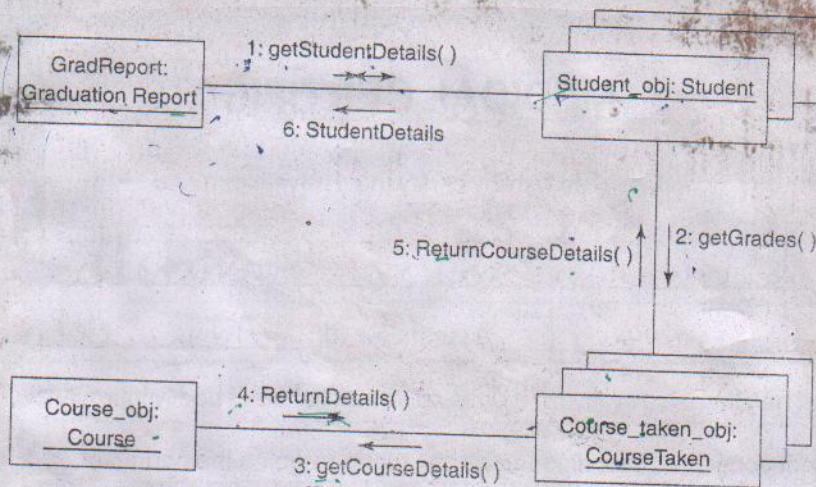 GradReport:
Graduation Report
1: getStudentDetails( )
6: StudentDetails
Student_obj: Student
5: ReturnCourseDetails( )
2: getGrades( )
Course_obj:
Course
4: ReturnDetails( )
3: getCourseDetails( )
Course_taken_obj:
CourseTaken